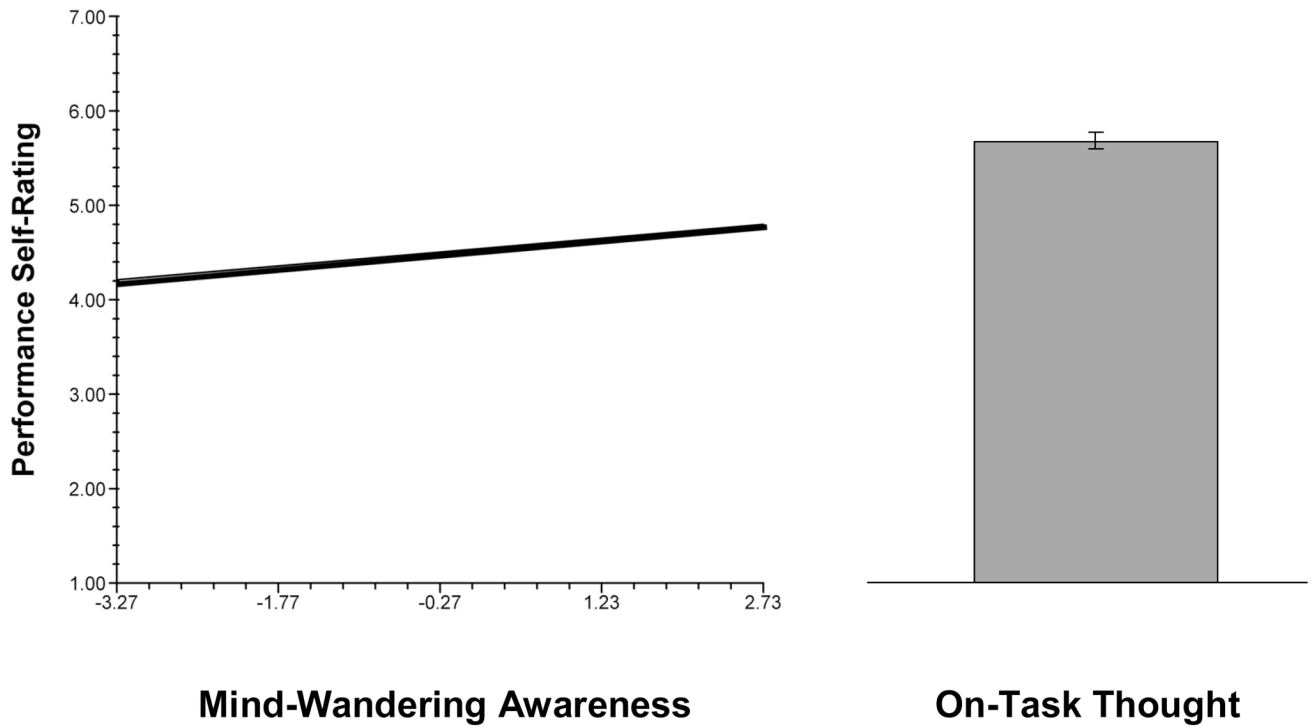 7.00
6.00
5.00
4.00
3.00
2.00
1.00
Performance Self-Rating
-3.27 -1.77 -0.27 1.23 2.73
Mind-Wandering Awareness
On-Task Thought